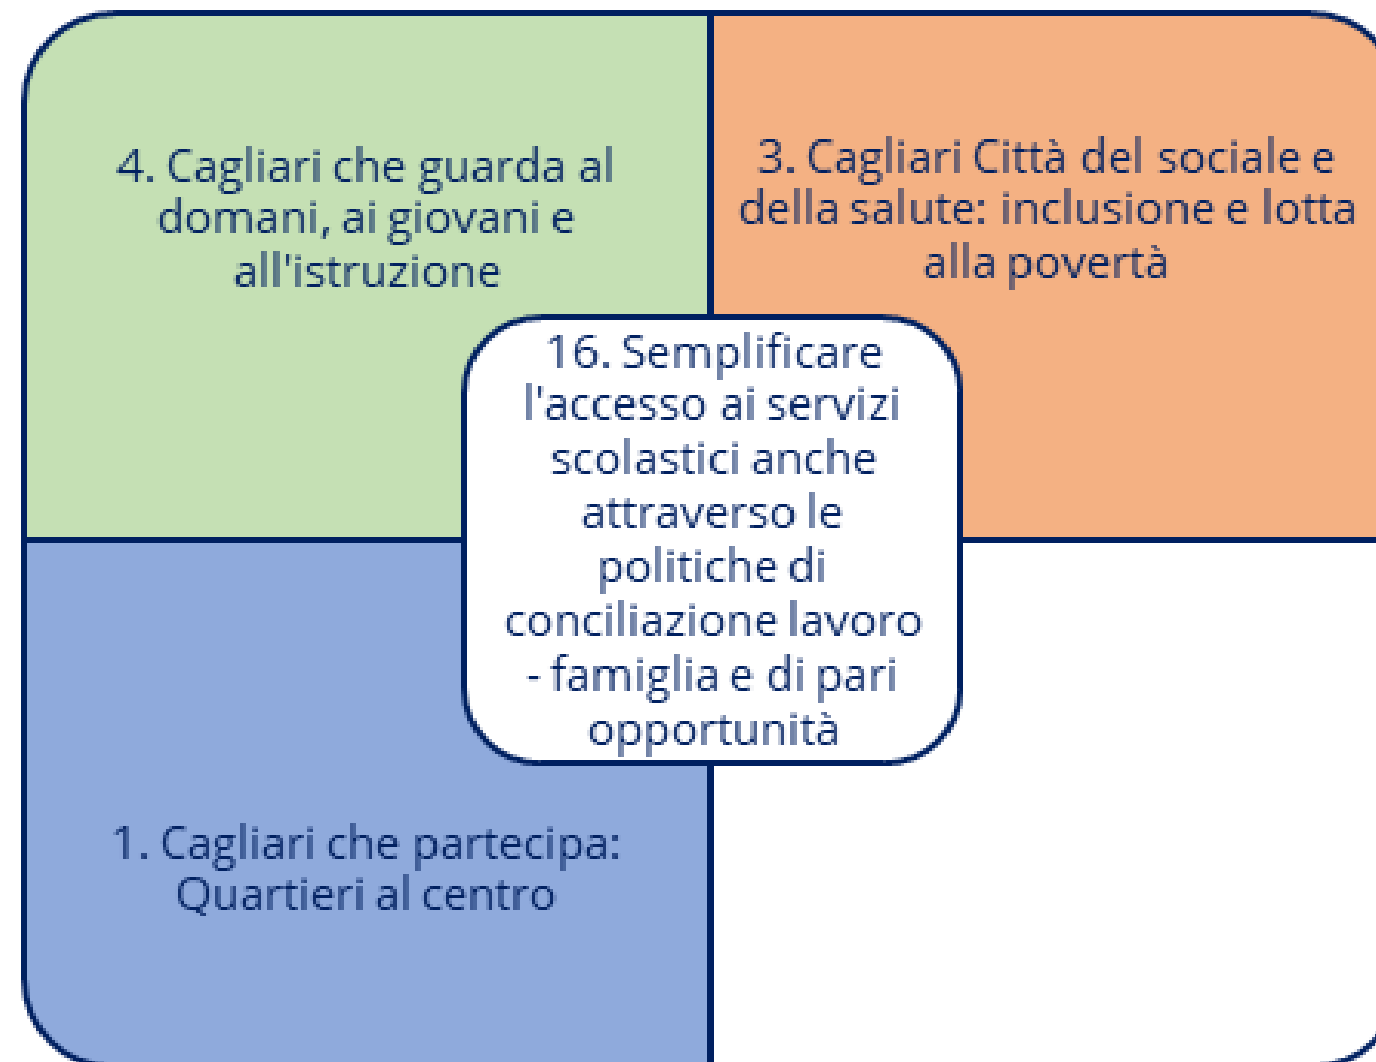 4. Cagliari che guarda al
domani, ai giovani e
all'istruzione
3. Cagliari Città del sociale e
della salute: inclusione e lotta
alla povertà
16. Semplificare
l'accesso ai servizi
scolastici anche
attraverso le
politiche di
conciliazione lavoro
- famiglia e di pari
opportunità
1. Cagliari che partecipa:
Quartieri al centro